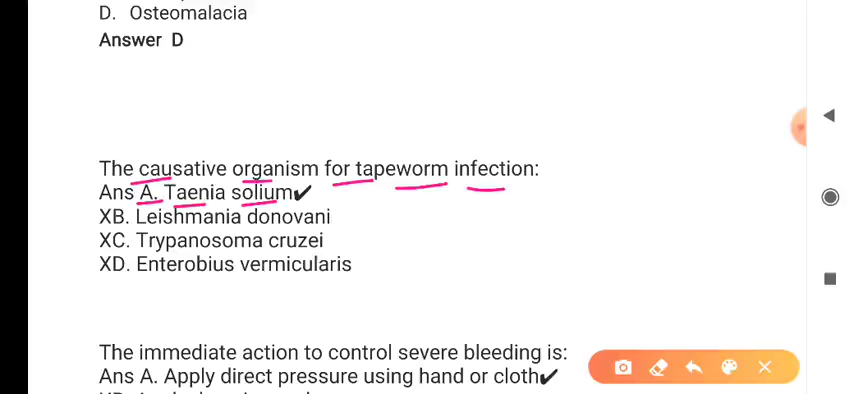 D. Osteomalacia
Answer D
The causative organism for tapeworm infection:
Ans A. Taenia solium✔
XB. Leishmania donovani
XC. Trypanosoma cruzei
XD. Enterobius vermicularis
The immediate action to control severe bleeding is:
Ans A. Apply direct pressure using hand or cloth✔